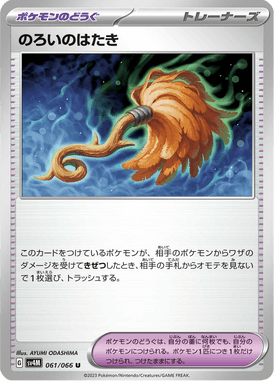 ポケモンのどうぐ
トレーナーズ
のろいのはたき
このカードをつけているポケモンが、相手のポケモンからワザの
ダメージを受けてきぜつしたとき、相手の手札からオモテを見ない
で1枚選び、トラッシュする。
イラスト/AYUMI ODASHIMA
G SV4M 061/066 U
©2023 Pokémon/Nintendo/Creatures/GAME FREAK.
ポケモンのどうぐは、自分の番に何枚でも、自分の
ポケモンにつけられる。ポケモン1匹につき1枚だけ
つけられ、つけたままにする。